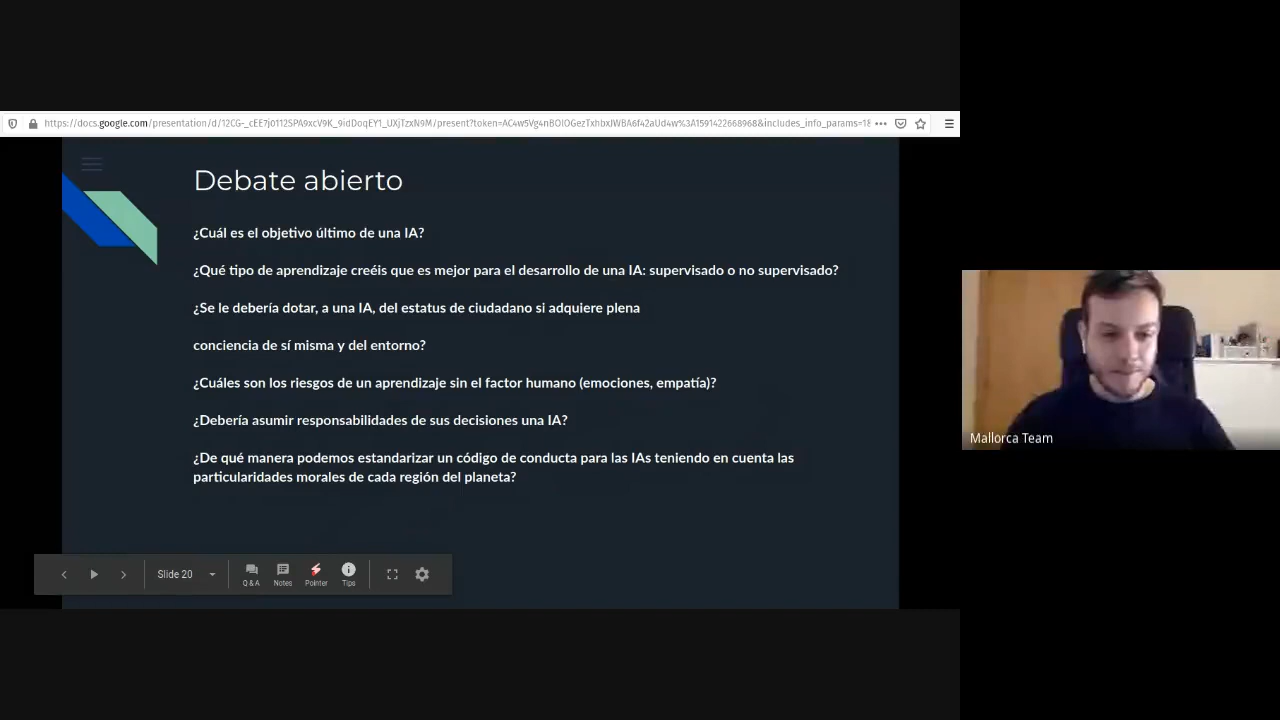 Debate abierto
¿Cuál es el objetivo último de una IA?
¿Qué tipo de aprendizaje creéis que es mejor para el desarrollo de una IA: supervisado o no supervisado?
¿Se le debería dotar, a una IA, del estatus de ciudadano si adquiere plena
conciencia de sí misma y del entorno?
¿Cuáles son los riesgos de un aprendizaje sin el factor humano (emociones, empatía)?
¿Debería asumir responsabilidades de sus decisiones una IA?
¿De qué manera podemos estandarizar un código de conducta para las IAs teniendo en cuenta las
particularidades morales de cada región del planeta?
Mallorca Team
Slide 20
Q & A Notes Pointer Tips